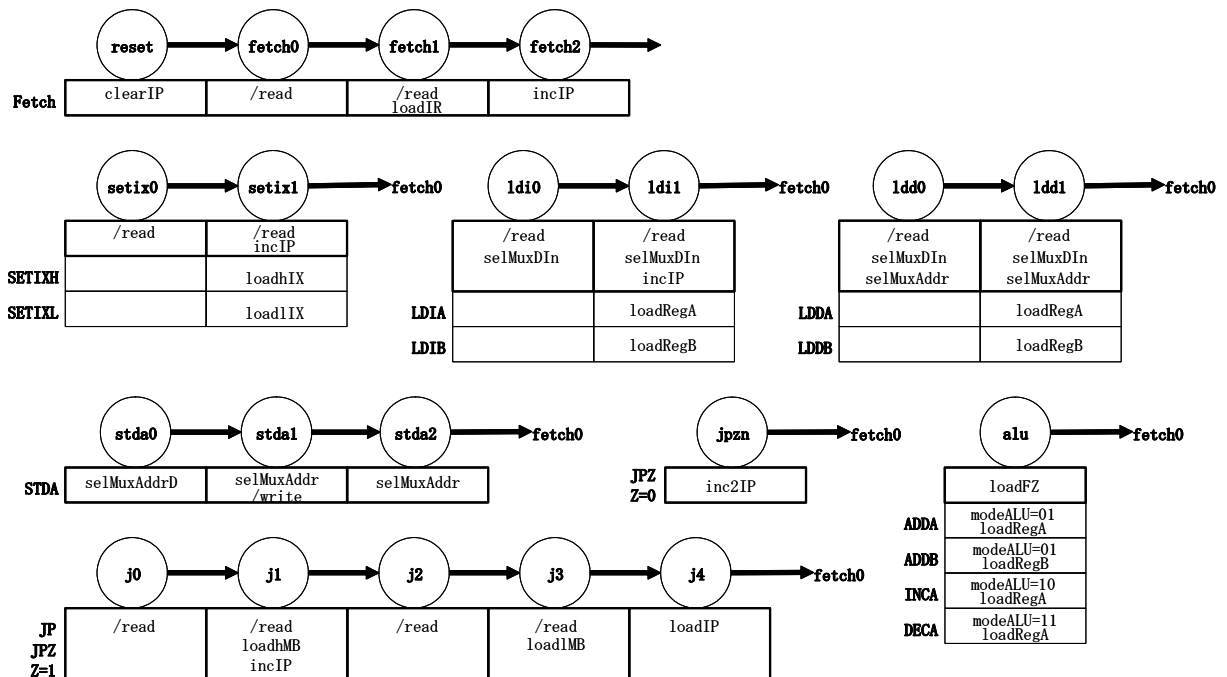 reset fetch0 fetch1 fetch2
Fetch clearIP /read /read incIP
loadIR
setix0 setix1 fetch0 ldi0 ldi1 fetch0 ldd0 ldd1 fetch0
/read /read /read /read /read /read
incIP selMuxDIn selMuxDIn selMuxDIn selMuxDIn
SETIXH loadhIX incIP selMuxAddr selMuxAddr
SETIXL loadlIX LDIA loadRegA LDDA loadRegA
LDIB loadRegB LDDB loadRegB
stda0 stda1 stda2 fetch0 jpzn fetch0 alu fetch0
STDA selMuxAddrD selMuxAddr selMuxAddr JPZ inc2IP loadFZ
/write Z=0
ADDA modeALU=01
loadRegA
ADDB modeALU=01
loadRegB
INCA modeALU=10
loadRegA
DECA modeALU=11
loadRegA
j0 j1 j2 j3 j4 fetch0
JP /read /read /read /read loadIP
JPZ loadhMB loadlMB
Z=1 incIP